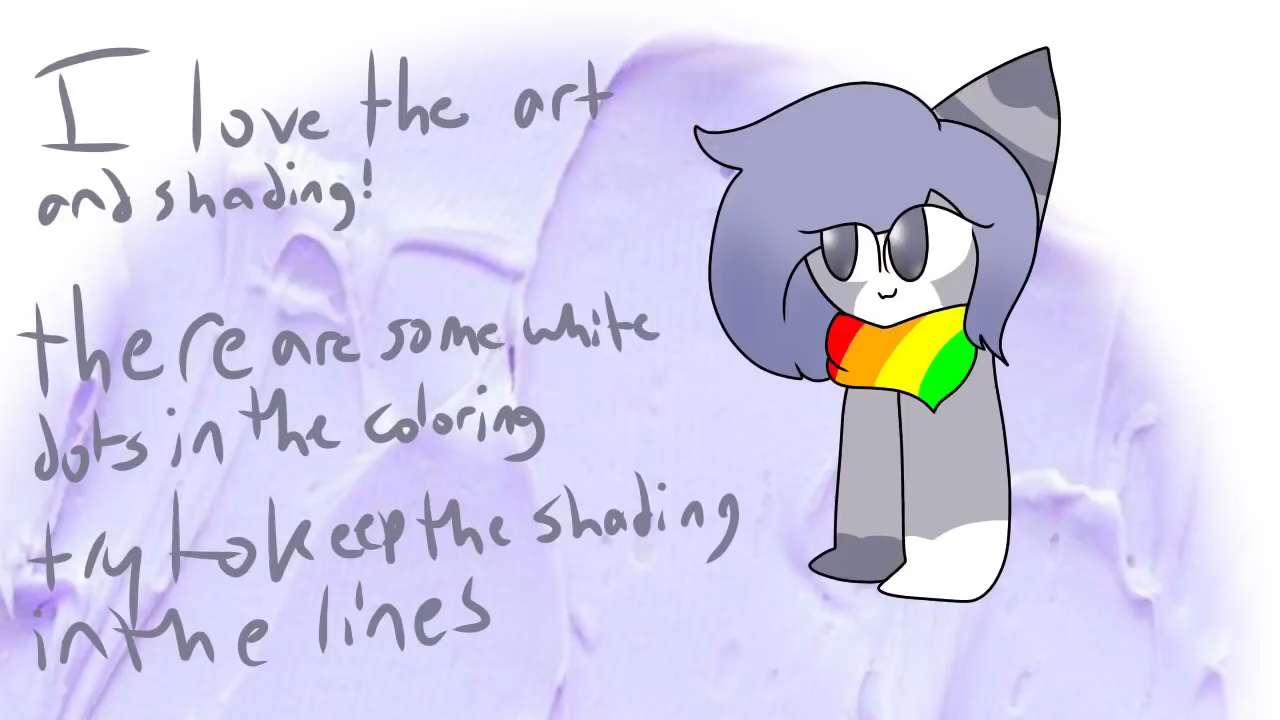 I love the art
and shading!
there are some white
dots in the coloring
try to keep the shading
in the lines